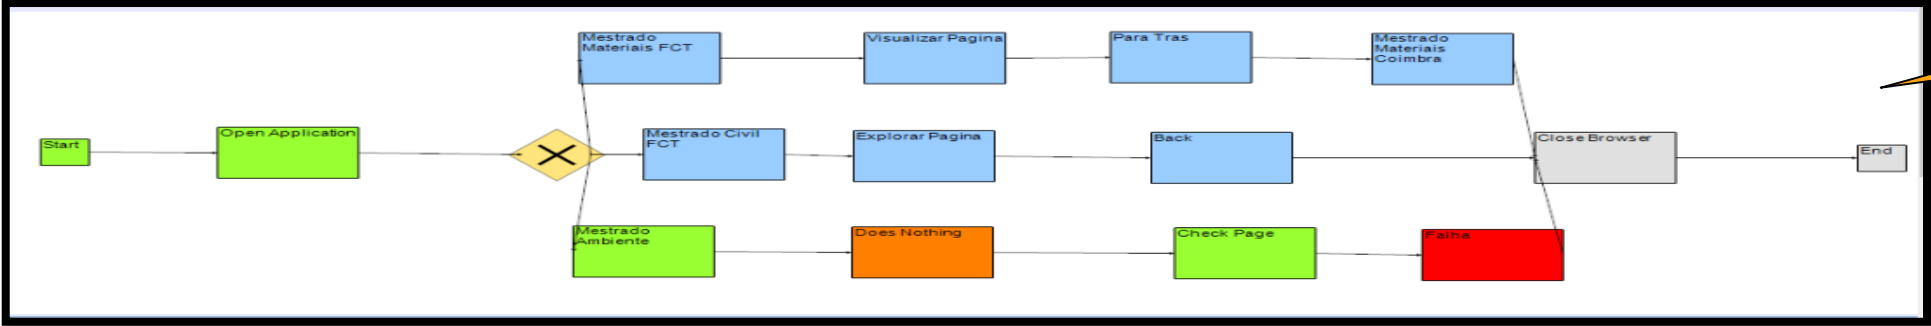 Start
Open Application
Mestrado
Materiais FCT
Visualizar Pagina
Para Tras
Mestrado
Materiais
Coimbra
Mestrado Civil
FCT
Explorar Pagina
Back
Mestrado
Ambiente
Does Nothing
Check Page
Falha
Close Browser
End